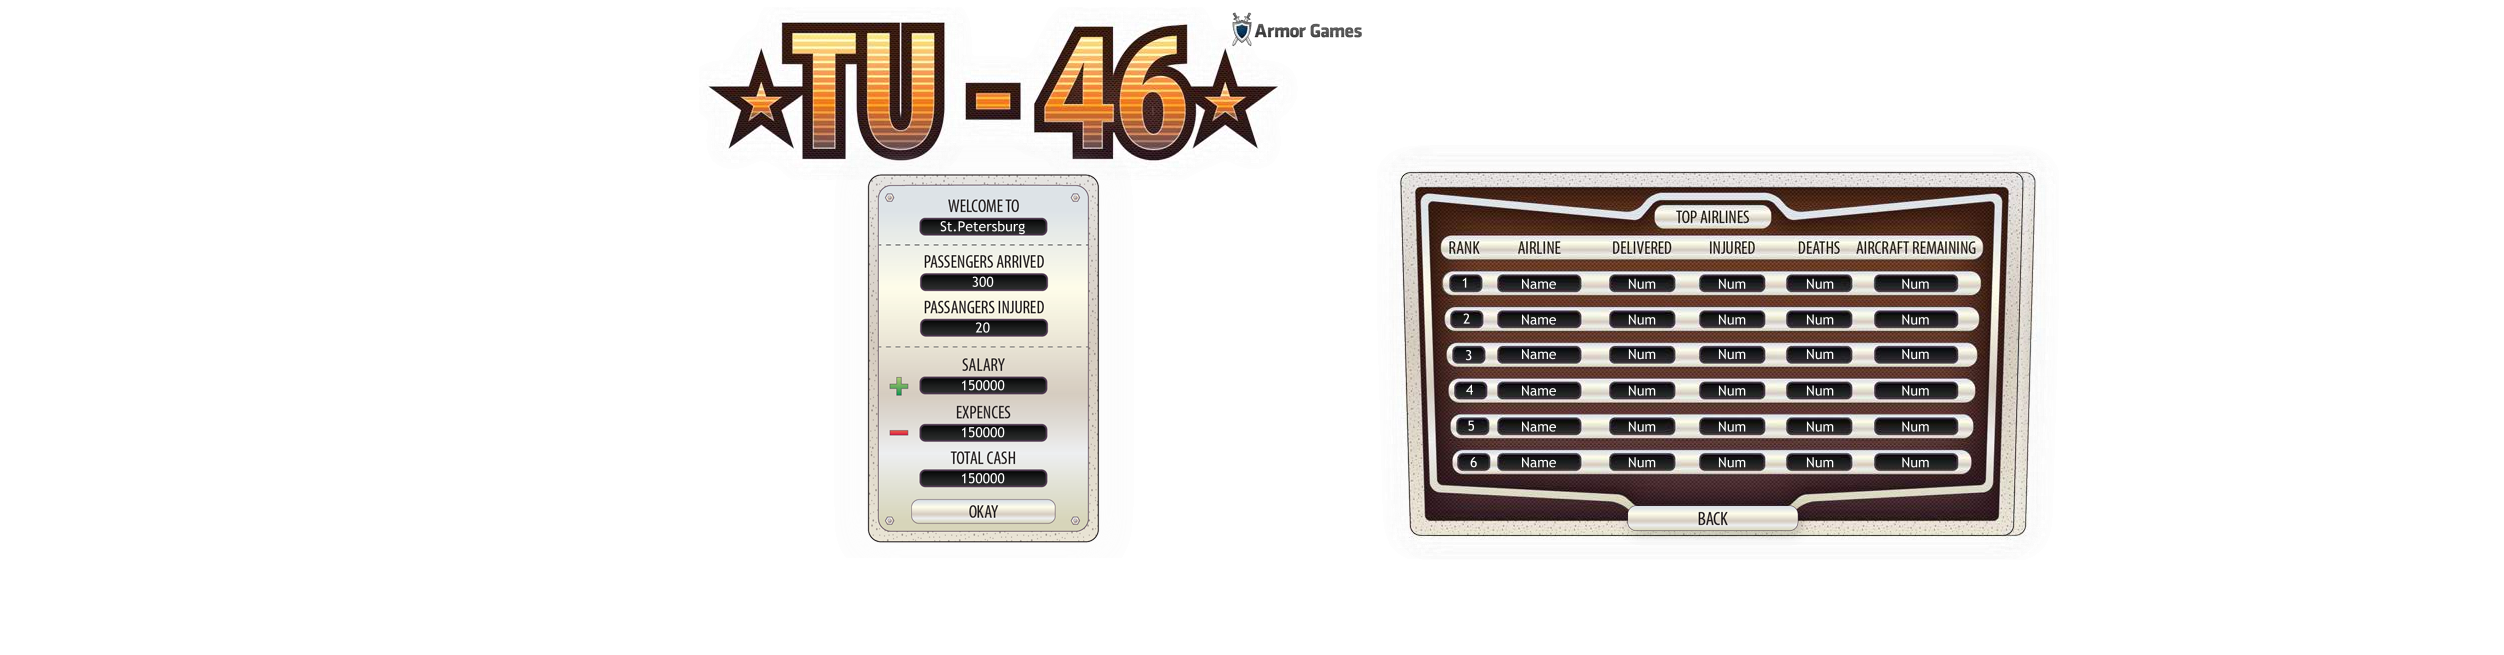 TU - 46
Armor Games
WELCOME TO
St.Petersburg
PASSENGERS ARRIVED
300
PASSANGERS INJURED
20
SALARY
150000
EXPENCES
150000
TOTAL CASH
150000
OKAY
TOP AIRLINES
RANK AIRLINE DELIVERED INJURED DEATHS AIRCRAFT REMAINING
1 Name Num Num Num Num
2 Name Num Num Num Num
3 Name Num Num Num Num
4 Name Num Num Num Num
5 Name Num Num Num Num
6 Name Num Num Num Num
BACK